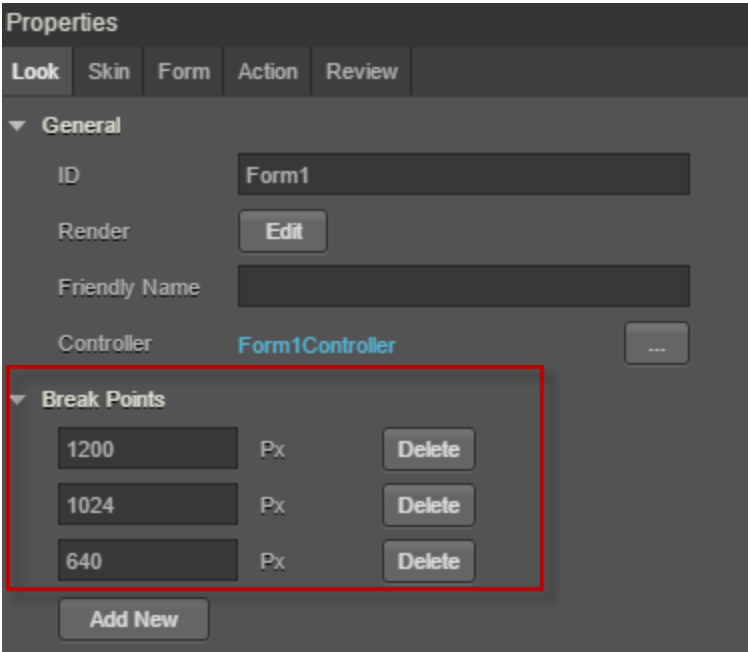 Properties
Look Skin Form Action Review
General
ID Form1
Render Edit
Friendly Name
Controller Form1Controller ...
Break Points
1200 Px Delete
1024 Px Delete
640 Px Delete
Add New